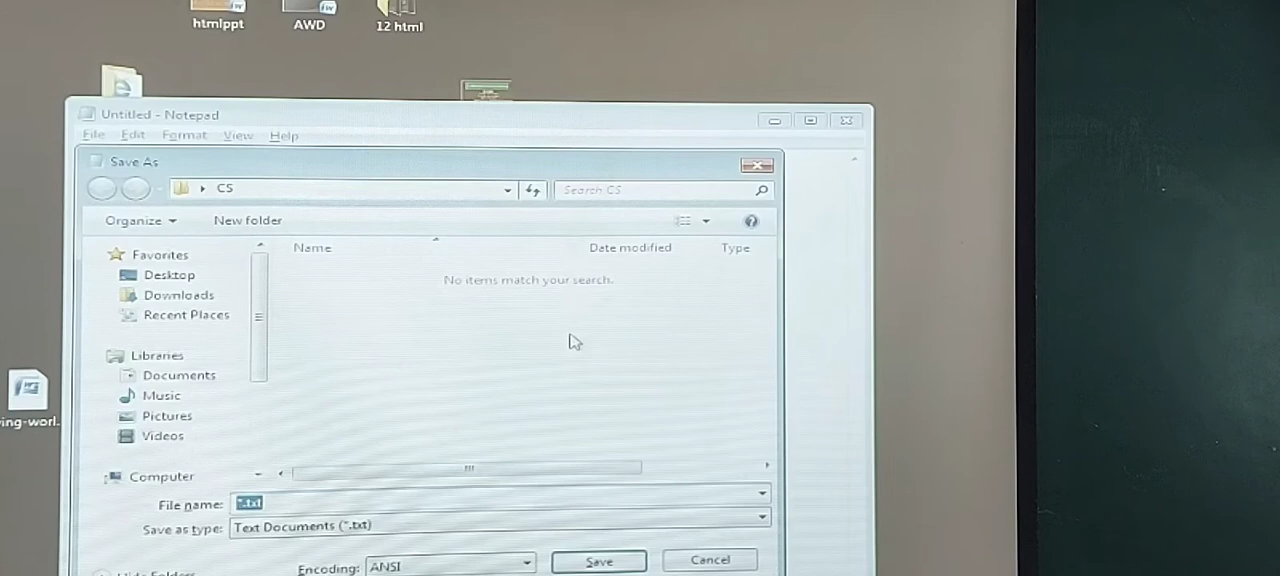 htmlppt AWD 12 html
Untitled - Notepad
File Edit Format View Help
Save As
CS
Search CS
Organize New folder
Name Date modified Type
Favorites
No items match your search.
Desktop
Downloads
Recent Places
Libraries
Documents
Music
Pictures
Videos
Computer
File name: *.txt
Save as type: Text Documents (*.txt)
Encoding: ANSI Save Cancel
Hide Folders